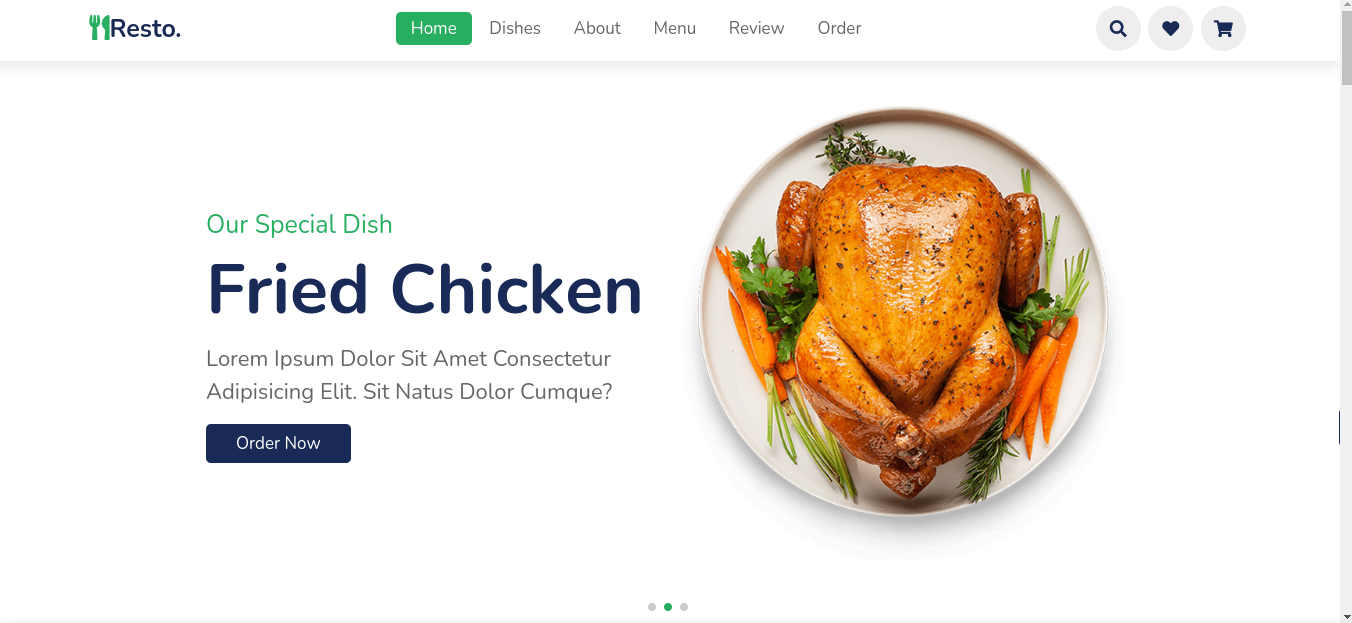 Resto.
Home
Dishes
About
Menu
Review
Order
Our Special Dish
Fried Chicken
Lorem Ipsum Dolor Sit Amet Consectetur
Adipisicing Elit. Sit Natus Dolor Cumque?
Order Now